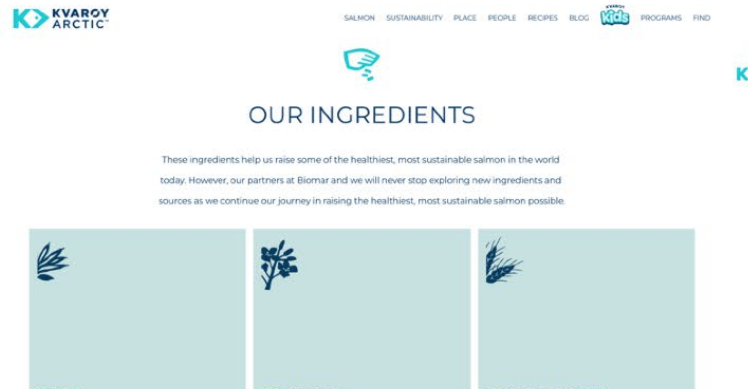 KVARØY
ARCTIC™
SALMON SUSTAINABILITY PLACE PEOPLE RECIPES BLOG KVARØY kids PROGRAMS FIND
OUR INGREDIENTS
These ingredients help us raise some of the healthiest, most sustainable salmon in the world
today. However, our partners at Biomar and we will never stop exploring new ingredients and
sources as we continue our journey in raising the healthiest, most sustainable salmon possible.